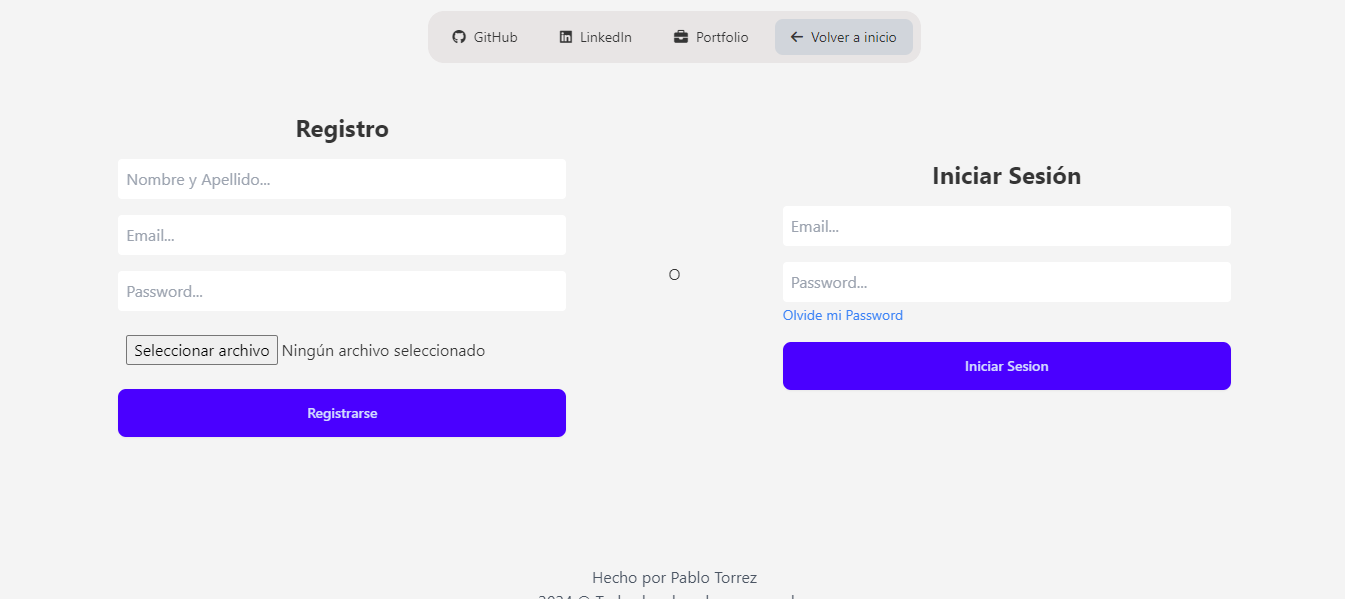 GitHub LinkedIn Portfolio Volver a inicio
Registro
Nombre y Apellido...
Email...
Password...
Seleccionar archivo Ningún archivo seleccionado
Registrarse
O
Iniciar Sesión
Email...
Password...
Olvide mi Password
Iniciar Sesion
Hecho por Pablo Torrez
2024 ©